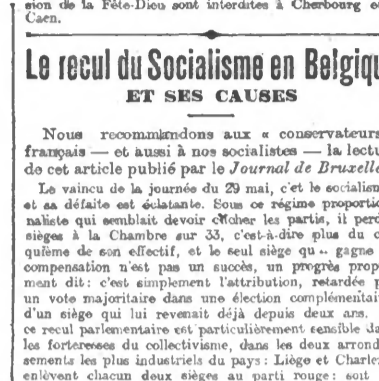 sion de la Fête-Dieu sont interdites à Cherbourg e
Caen.
Le recul du Socialisme en Belgiqu
ET SES CAUSES
Nous recommandons aux « conservateurs
français — et aussi à nos socialistes — la lectu
de cet article publié par le Journal de Bruxelle
Le vaincu de la journée du 29 mai, c'et le socialism
et sa défaite est éclatante. Sous ce régime proportio
naliste qui semblait devoir les partis, il perd
sièges à la Chambre sur 33, c'est-à-dire plus du c
quième de son effectif, et le seul siège qu gagne
compensation n'est pas un succès, un progrès prop
ment dit: c'est simplement l'attribution, retardée p
un vote majoritaire dans une élection complémentai
d'un siège qui lui revenait déjà depuis deux ans.
ce recul parlementaire est particulièrement sensible da
les forteresses du collectivisme, dans les deux arrond
sements les plus industriels du pays: Liège et Charle
enlèvent chacun deux sièges au parti rouge: soit